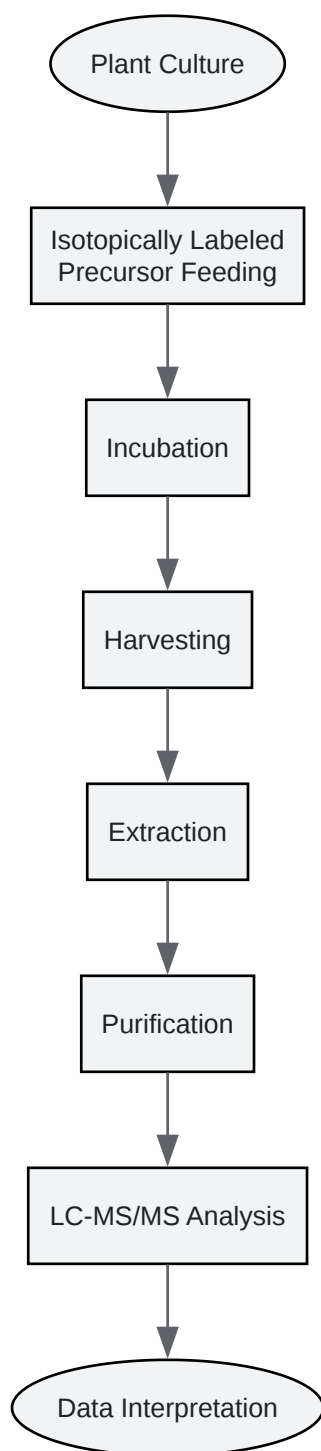 Plant Culture
Isotopically Labeled
Precursor Feeding
Incubation
Harvesting
Extraction
Purification
LC-MS/MS Analysis
Data Interpretation